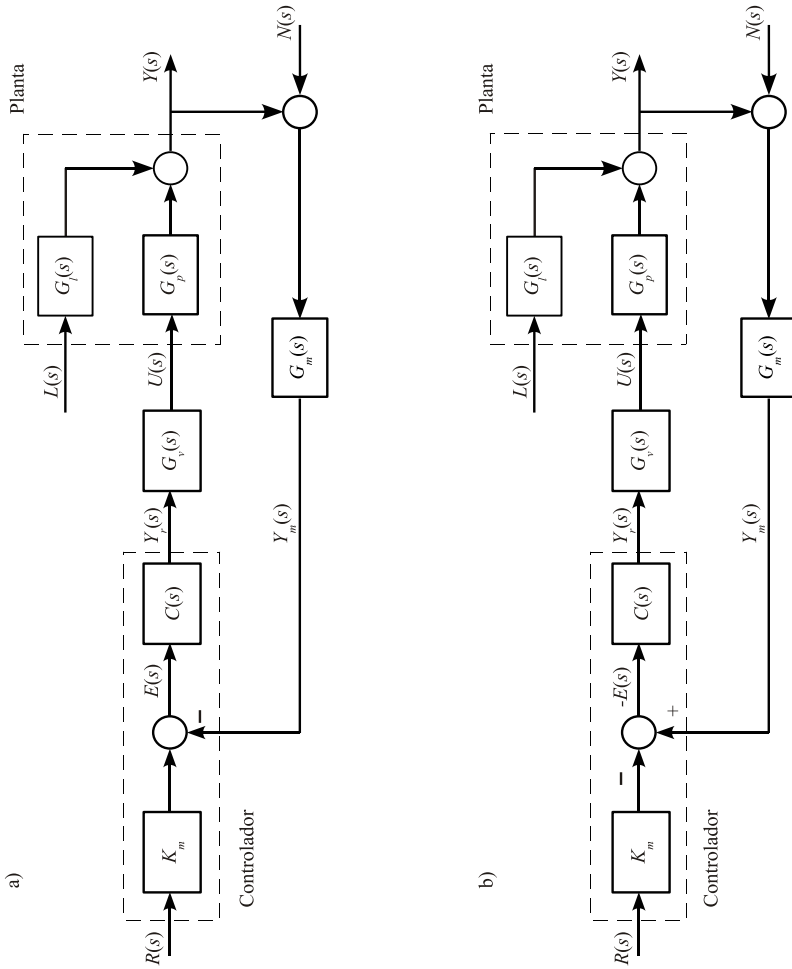 a)
Planta
L(s)
G_l(s)
R(s)
K_m
E(s)
C(s)
Y_r(s)
G_v(s)
U(s)
G_p(s)
Y(s)
−
Controlador
Y_m(s)
G_m(s)
N(s)
b)
Planta
L(s)
G_l(s)
R(s)
K_m
−
-E(s)
C(s)
Y_r(s)
G_v(s)
U(s)
G_p(s)
Y(s)
+
Controlador
Y_m(s)
G_m(s)
N(s)